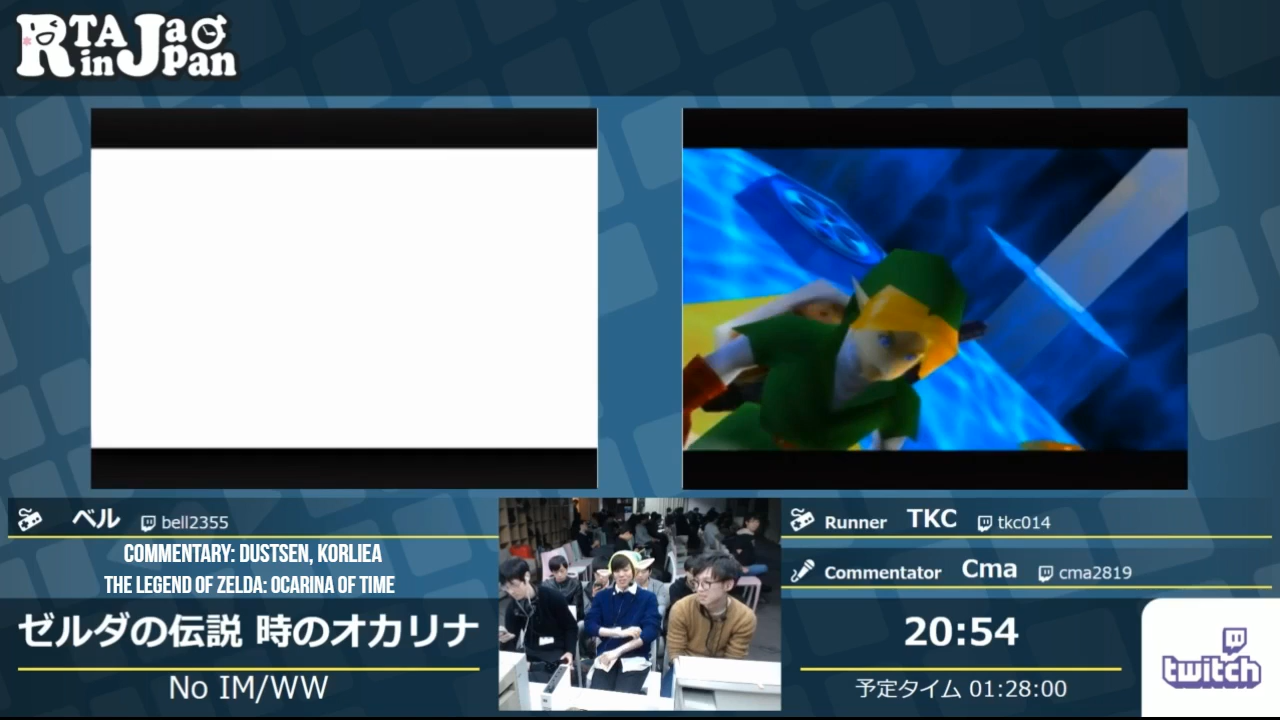 RTA in Japan
ベル bell2355
COMMENTARY: DUSTSEN, KORLIEA
THE LEGEND OF ZELDA: OCARINA OF TIME
ゼルダの伝説 時のオカリナ
No IM/WW
Runner TKC tkc014
Commentator Cma cma2819
20:54
予定タイム 01:28:00
twitch